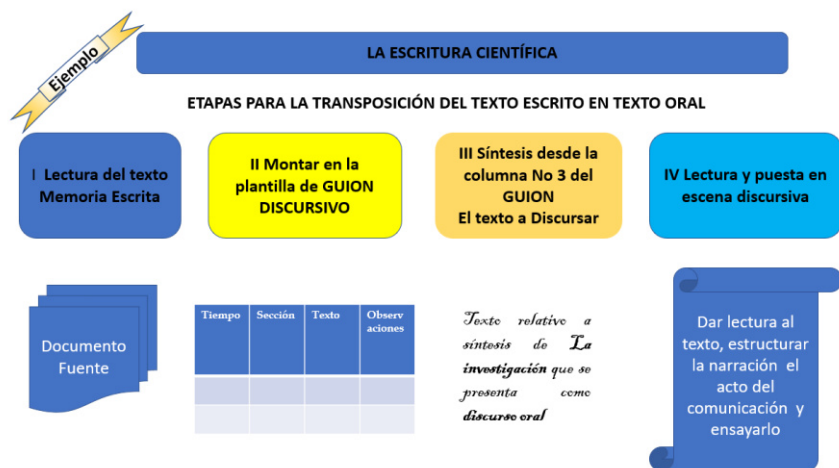 Ejemplo
LA ESCRITURA CIENTÍFICA
ETAPAS PARA LA TRANSPOSICIÓN DEL TEXTO ESCRITO EN TEXTO ORAL
I Lectura del texto
Memoria Escrita
II Montar en la
plantilla de GUION
DISCURSIVO
III Síntesis desde la
columna No 3 del
GUION
El texto a Discursar
IV Lectura y puesta en
escena discursiva
Documento
Fuente
Tiempo
Sección
Texto
Observ
aciones
Texto relativo a
síntesis de La
investigación que se
presenta como
discurso oral
Dar lectura al
texto, estructurar
la narración el
acto del
comunicación y
ensayarlo